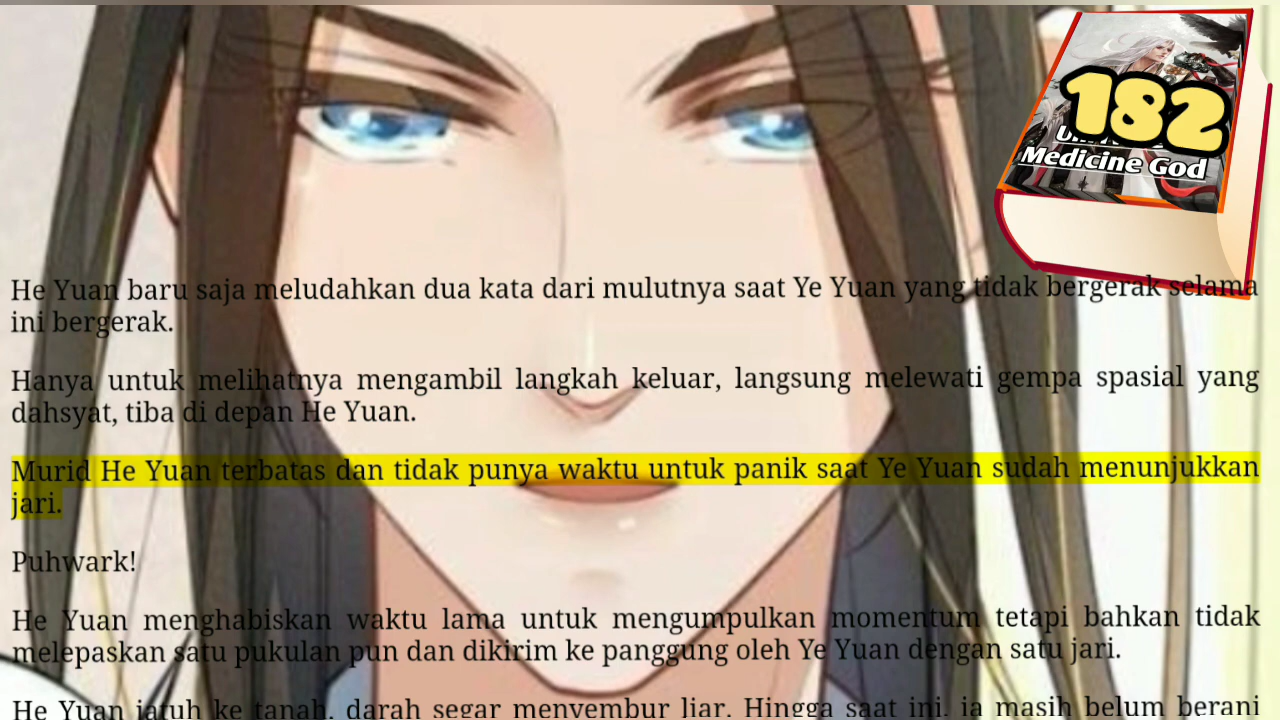 182
Medicine God
He Yuan baru saja meludahkan dua kata dari mulutnya saat Ye Yuan yang tidak bergerak selama
ini bergerak.
Hanya untuk melihatnya mengambil langkah keluar, langsung melewati gempa spasial yang
dahsyat, tiba di depan He Yuan.
Murid He Yuan terbatas dan tidak punya waktu untuk panik saat Ye Yuan sudah menunjukkan
jari.
Puhwark!
He Yuan menghabiskan waktu lama untuk mengumpulkan momentum tetapi bahkan tidak
melepaskan satu pukulan pun dan dikirim ke panggung oleh Ye Yuan dengan satu jari.
He Yuan jatuh ke tanah, darah segar menyembur liar. Hingga saat ini, ia masih belum berani